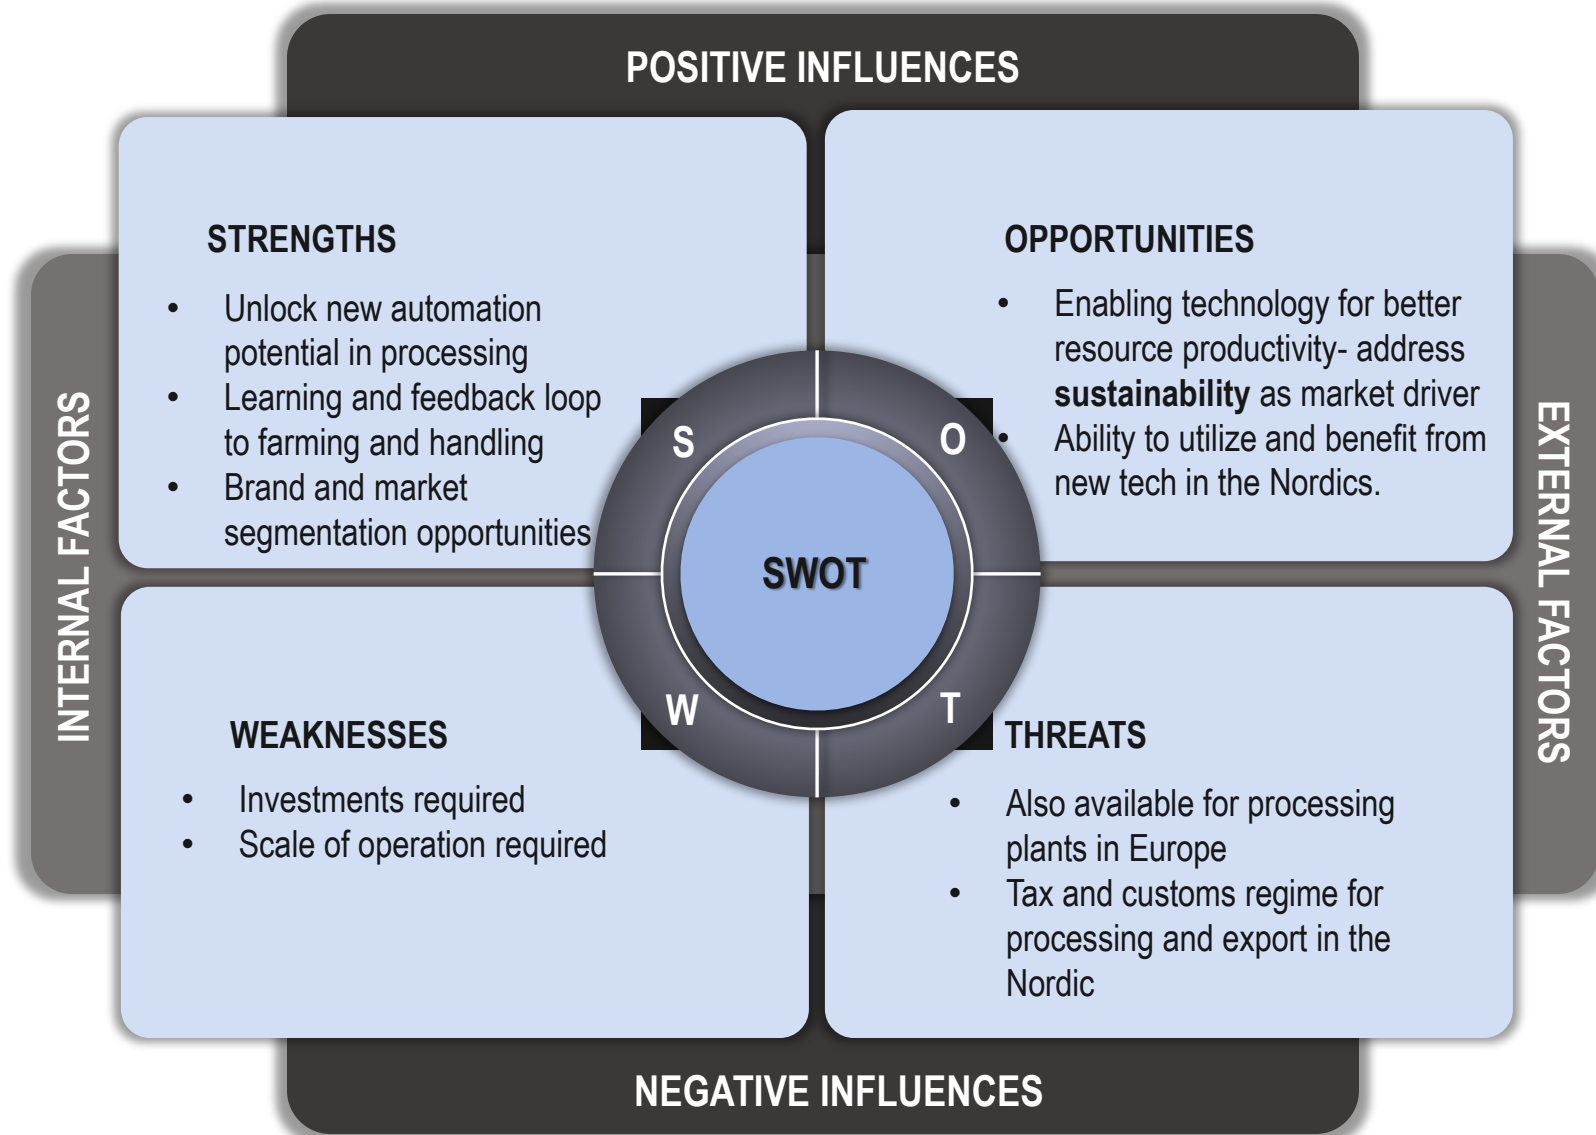 POSITIVE INFLUENCES
STRENGTHS
• Unlock new automation
potential in processing
• Learning and feedback loop
to farming and handling
• Brand and market
segmentation opportunities
OPPORTUNITIES
• Enabling technology for better
resource productivity- address
sustainability as market driver
• Ability to utilize and benefit from
new tech in the Nordics.
INTERNAL FACTORS
EXTERNAL FACTORS
S
O
SWOT
W
T
WEAKNESSES
• Investments required
• Scale of operation required
THREATS
• Also available for processing
plants in Europe
• Tax and customs regime for
processing and export in the
Nordic
NEGATIVE INFLUENCES